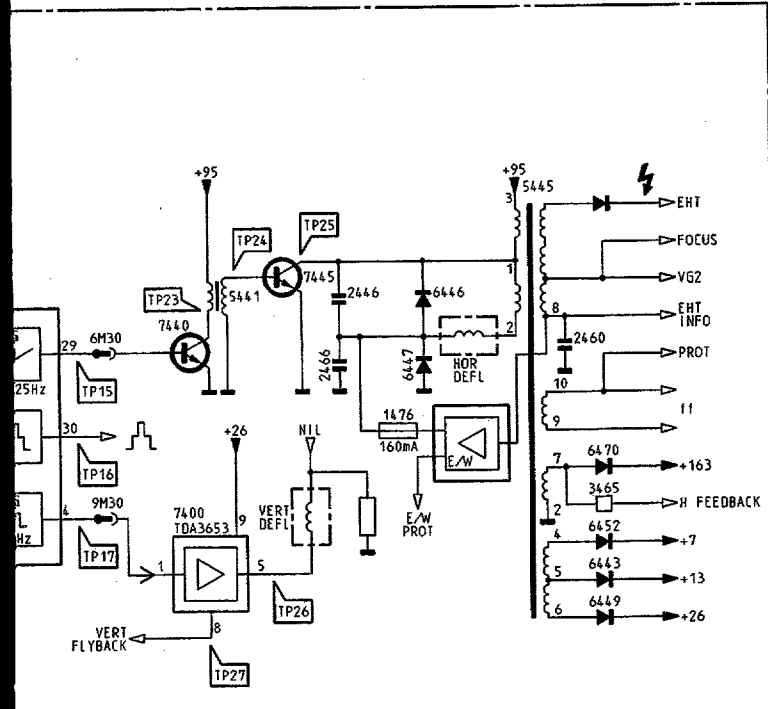 +95
+95
3
5445
EHT
TP25
TP24
FOCUS
7445
1
VG2
TP23
5441
2446
6446
7440
8
EHT
INFO
2
2460
29
6M30
2466
6447
HOR
DEFL
PROT
25Hz
TP15
10
1476
ff
9
30
+26
NIL
160mA
E/W
TP16
7
6470
+163
4
9M30
7400
TDA3653
9
VERT
DEFL
E/W
PROT
3465
H FEEDBACK
2
Hz
TP17
6452
+7
4
1
5
5
6443
+13
TP26
6449
+26
6
8
VERT
FLYBACK
TP27